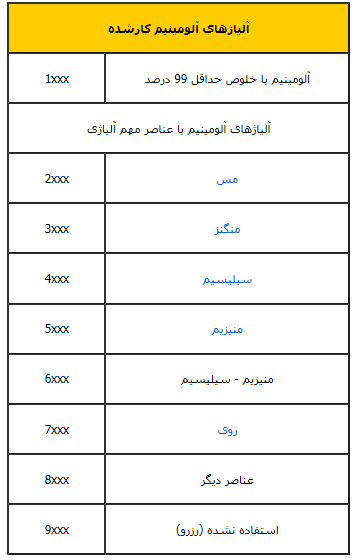 آلیاژهای آلومینیم کارشده
آلومینیم با خلوص حداقل 99 درصد 1xxx
آلیاژهای آلومینیم با عناصر مهم آلیاژی
مس 2xxx
منگنز 3xxx
سیلیسیم 4xxx
منیزیم 5xxx
منیزیم - سیلیسیم 6xxx
روی 7xxx
عناصر دیگر 8xxx
استفاده نشده (رزرو) 9xxx